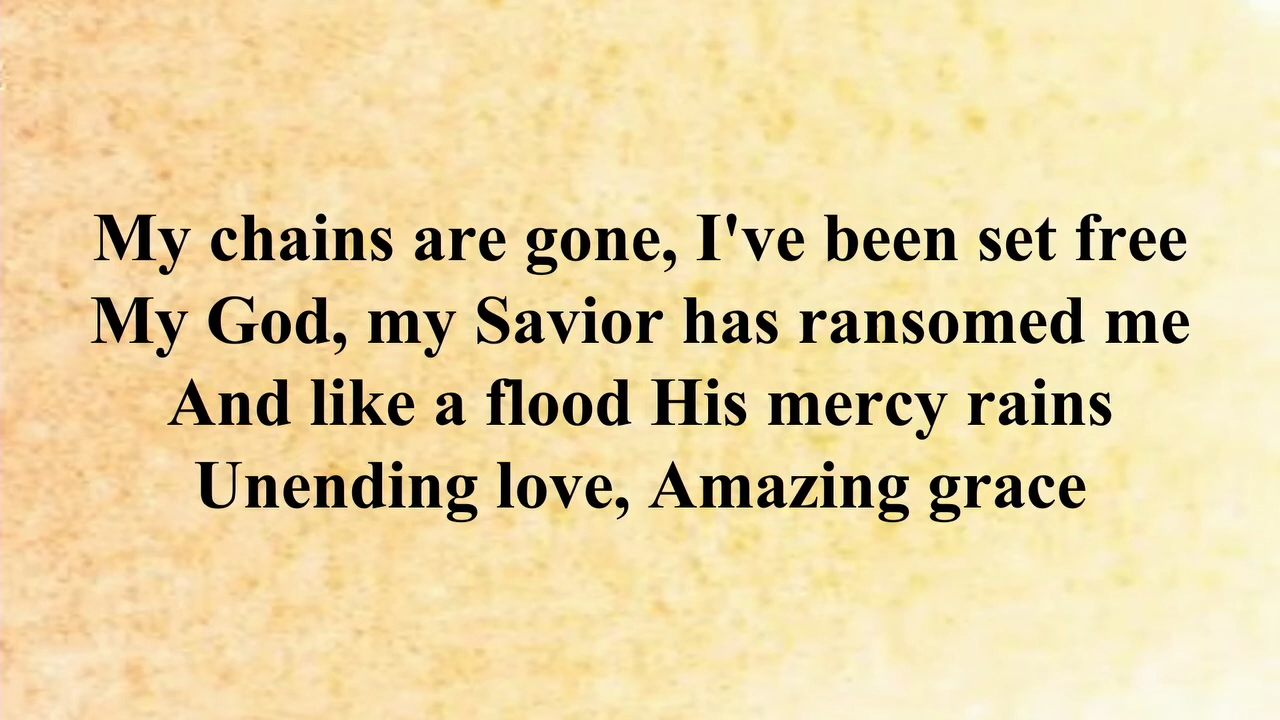 My chains are gone, I've been set free
My God, my Savior has ransomed me
And like a flood His mercy rains
Unending love, Amazing grace